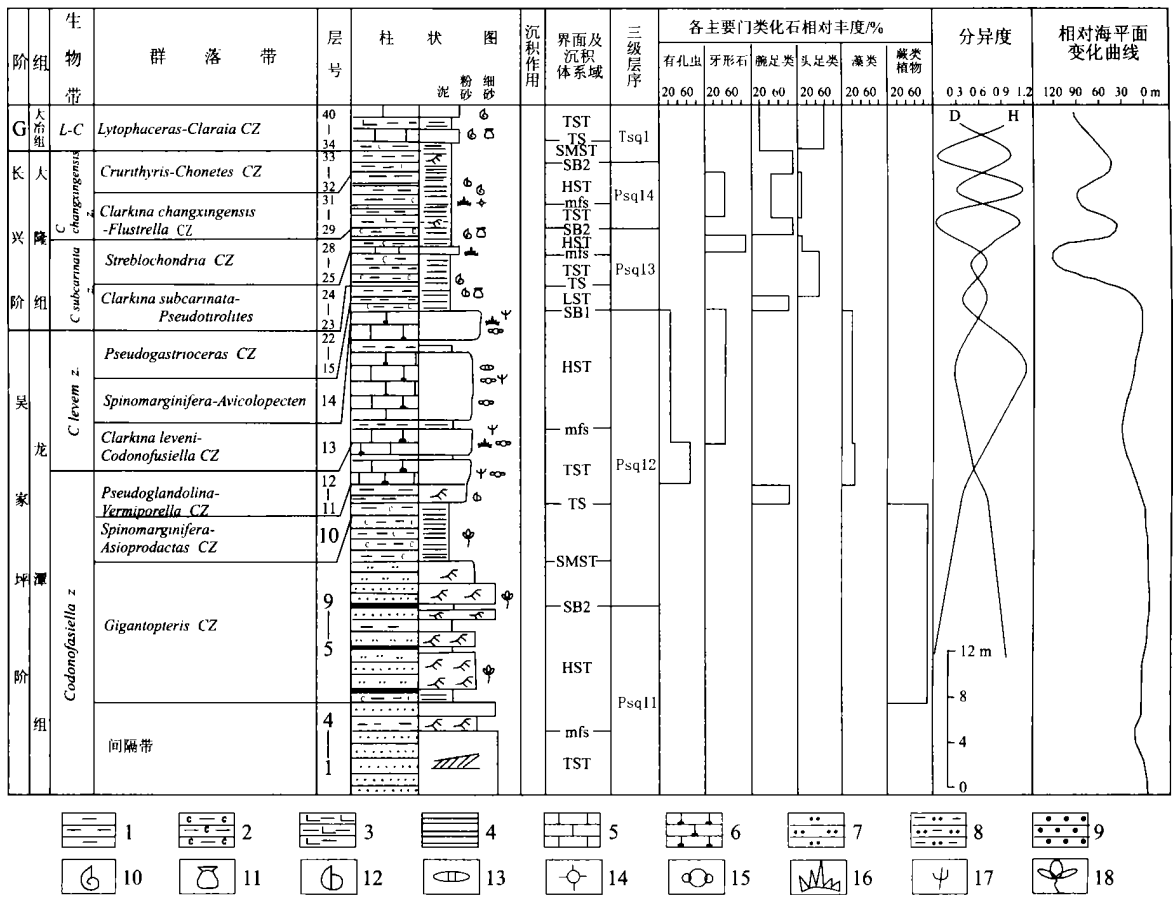 阶
组
生物带
群落带
层号
柱状图
泥 粉砂 细砂
沉积作用
界面及沉积体系域
三级层序
各主要门类化石相对丰度/%
有孔虫 牙形石 腕足类 头足类 藻类 蕨类植物
20 60 20 60 20 60 20 60 20 60 20 60
分异度
0 3 0 6 0 9 1.2
D H
相对海平面变化曲线
120 90 60 30 0 m
G
大冶组
L-C
Lytophaceras-Claraia CZ
40
34
TST
TS
SMST
Tsq1
长兴阶
大隆组
C changxingensis z
Crurithyris-Chonetes CZ
33
32
SB2
HST
Psq14
Clarkina changxingensis
-Flustrella CZ
31
29
mfs
TST
SB2
C subcarinata z
Streblochondria CZ
28
25
HST
mfs
TST
TS
Psq13
Clarkina subcarinata-
Pseudotirolites
24
23
LST
SB1
吴家坪阶
龙潭组
Pseudogastrioceras CZ
22
15
HST
Spinomarginifera-Avicolopecten
14
mfs
Clarkina leveni-
Codonofusiella CZ
13
TST
Psq12
Codonofasiella z
Pseudoglandolina-
Vermiporella CZ
12
11
TS
Spinomarginifera-
Asioprodactas CZ
10
SMST
Gigantopteris CZ
9
5
SB2
HST
Psq11
间隔带
4
1
mfs
TST
12 m
8
4
0
1 2 3 4 5 6 7 8 9
10 11 12 13 14 15 16 17 18